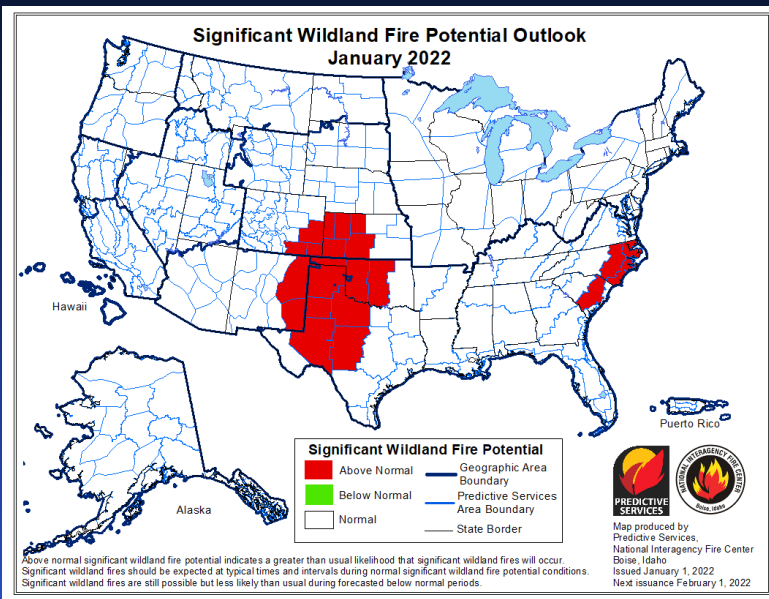 Significant Wildland Fire Potential Outlook
January 2022
Hawaii
Alaska
Puerto Rico
Significant Wildland Fire Potential
Above Normal
Below Normal
Normal
Geographic Area
Boundary
Predictive Services
Area Boundary
State Border
PREDICTIVE
SERVICES
NATIONAL INTERAGENCY FIRE CENTER
Boise, Idaho
Map produced by
Predictive Services,
National Interagency Fire Center
Boise, Idaho
Issued January 1, 2022
Next issuance February 1, 2022
Above normal significant wildland fire potential indicates a greater than usual likelihood that significant wildland fires will occur.
Significant wildland fires should be expected at typical times and intervals during normal significant wildland fire potential conditions.
Significant wildland fires are still possible but less likely than usual during forecasted below normal periods.